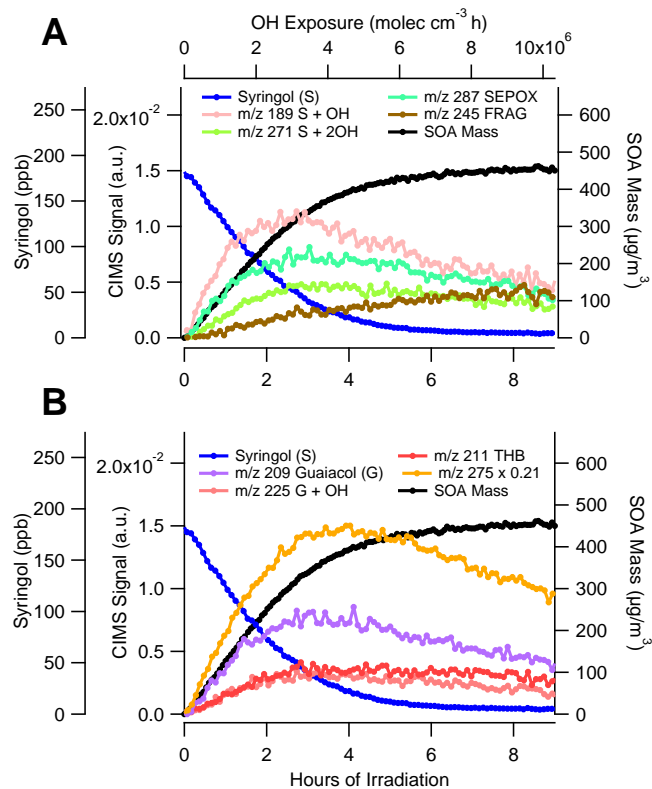 A
OH Exposure (molec cm⁻³ h)
0 2 4 6 8 10x10⁶
Syringol (S)
m/z 189 S + OH
m/z 271 S + 2OH
m/z 287 SEPOX
m/z 245 FRAG
SOA Mass
Syringol (ppb)
250
200
150
100
50
0
CIMS Signal (a.u.)
2.0x10⁻²
1.5
1.0
0.5
0.0
SOA Mass (µg/m³)
600
500
400
300
200
100
0
0 2 4 6 8
B
Syringol (S)
m/z 209 Guaiacol (G)
m/z 225 G + OH
m/z 211 THB
m/z 275 x 0.21
SOA Mass
Syringol (ppb)
250
200
150
100
50
0
CIMS Signal (a.u.)
2.0x10⁻²
1.5
1.0
0.5
0.0
SOA Mass (µg/m³)
600
500
400
300
200
100
0
0 2 4 6 8
Hours of Irradiation